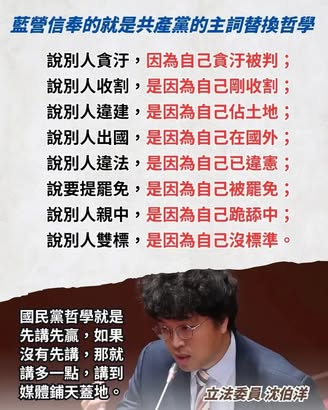 藍營信奉的就是共產黨的主詞替換哲學
說別人貪汙，因為自己貪汙被判；
說別人收割，是因為自己剛收割；
說別人違建，是因為自己佔土地；
說別人出國，是因為自己在國外；
說別人違法，是因為自己已違憲；
說要提罷免，是因為自己被罷免；
說別人親中，是因為自己跪舔中；
說別人雙標，是因為自己沒標準。
國民黨哲學就是
先講先贏，如果
沒有先講，那就
講多一點，講到
媒體鋪天蓋地。
立法委員 沈伯洋